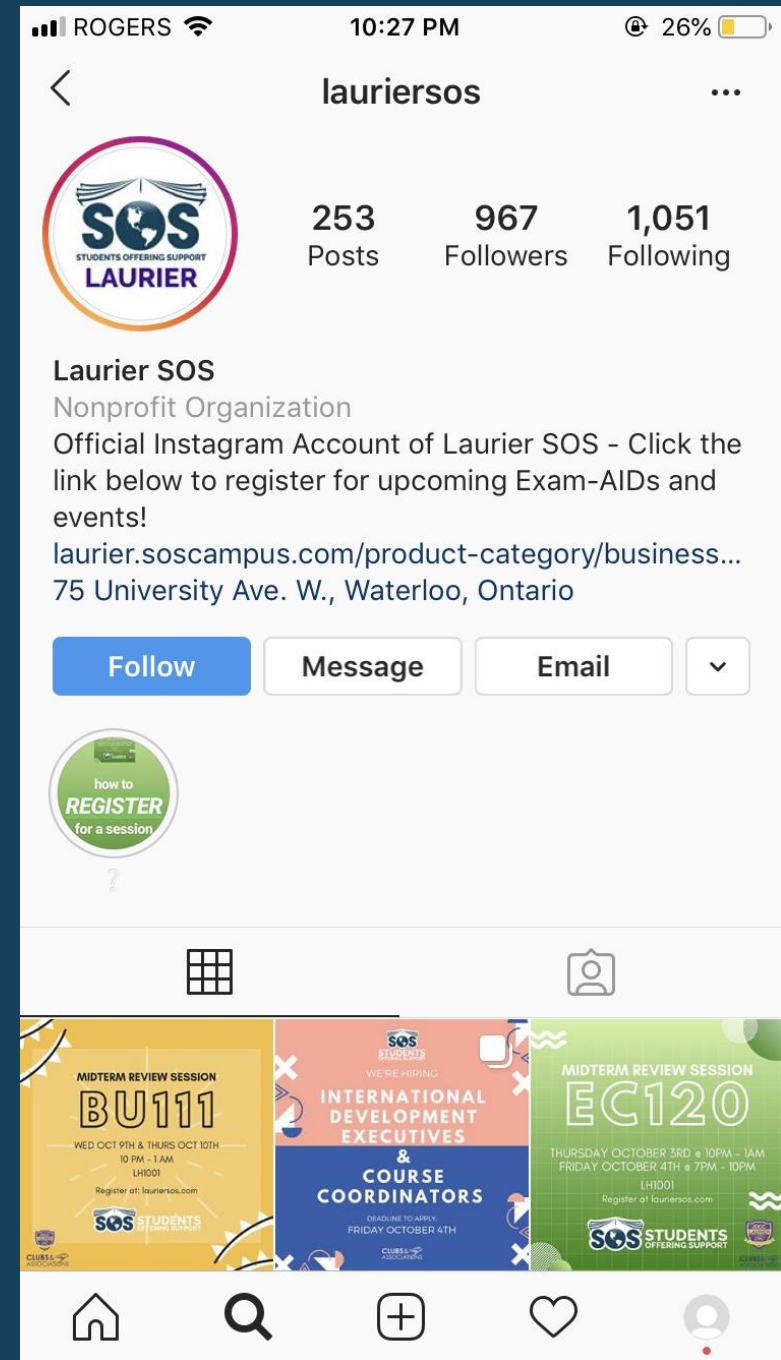 ROGERS 10:27 PM 26%
lauriersos
SOS
STUDENTS OFFERING SUPPORT
LAURIER
253 967 1,051
Posts Followers Following
Laurier SOS
Nonprofit Organization
Official Instagram Account of Laurier SOS - Click the
link below to register for upcoming Exam-AIDs and
events!
laurier.soscampus.com/product-category/business...
75 University Ave. W., Waterloo, Ontario
Follow Message Email
how to
REGISTER
for a session
?
MIDTERM REVIEW SESSION
BU111
WED OCT 9TH & THURS OCT 10TH
10 PM - 1 AM
LH1001
Register at: lauriersos.com
SOS STUDENTS
OFFERING SUPPORT
CLUBS &
ASSOCIATIONS
SOS
STUDENTS
WE'RE HIRING
INTERNATIONAL
DEVELOPMENT
EXECUTIVES
&
COURSE
COORDINATORS
DEADLINE TO APPLY:
FRIDAY OCTOBER 4TH
CLUBS &
ASSOCIATIONS
MIDTERM REVIEW SESSION
EC120
THURSDAY OCTOBER 3RD @ 10PM - 1AM
FRIDAY OCTOBER 4TH @ 7PM - 10PM
LH1001
Register at lauriersos.com
SOS STUDENTS
OFFERING SUPPORT